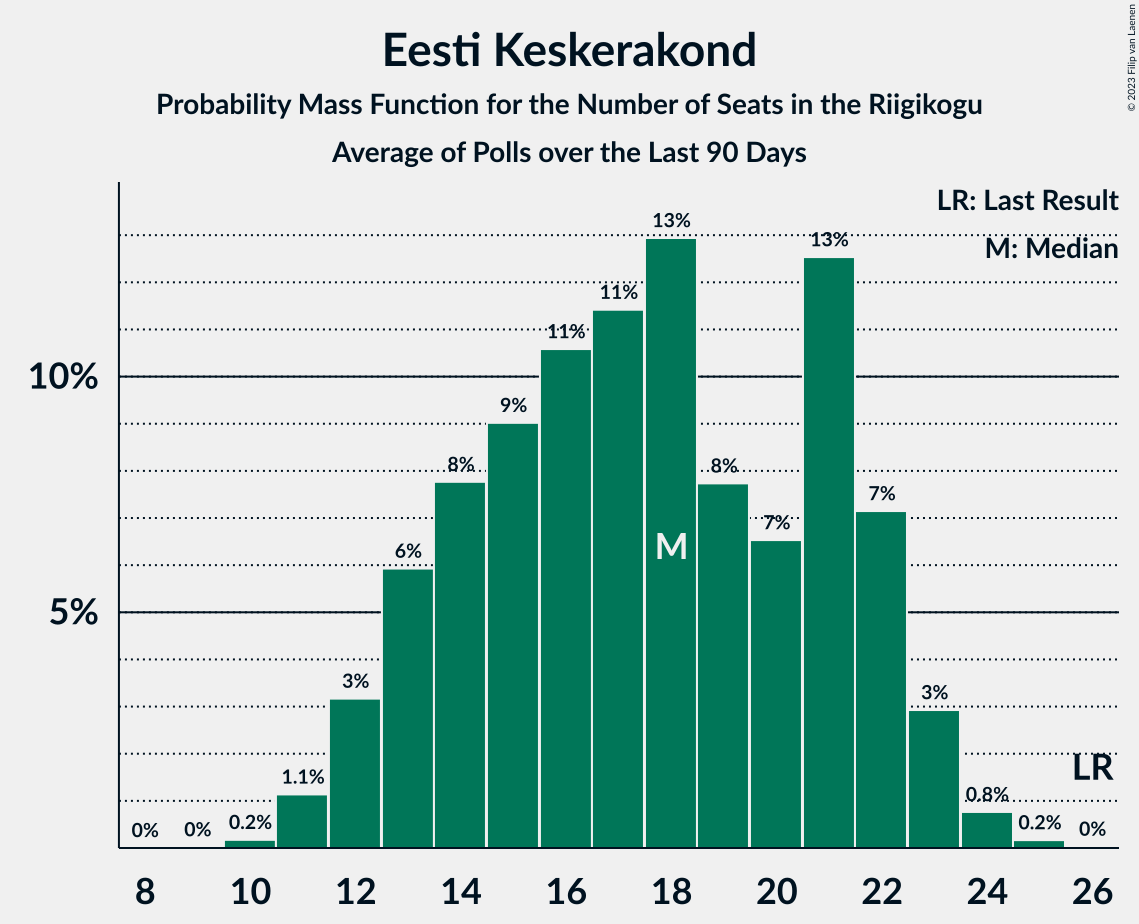 Eesti Keskerakond
Probability Mass Function for the Number of Seats in the Riigikogu
Average of Polls over the Last 90 Days
© 2023 Filip van Laenen
LR: Last Result
M: Median
10%
5%
0%
0%
0.2%
1.1%
3%
6%
8%
9%
11%
11%
13%
8%
7%
13%
7%
3%
0.8%
0.2%
0%
M
LR
8 10 12 14 16 18 20 22 24 26